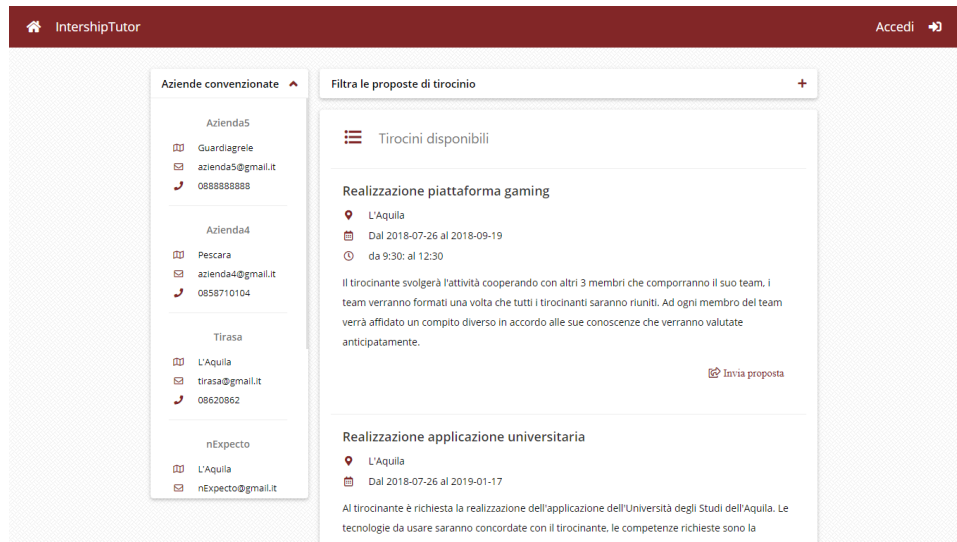 IntershipTutor
Accedi
Aziende convenzionate
Azienda5
Guardiagrele
azienda5@gmail.it
0888888888
Azienda4
Pescara
azienda4@gmail.it
0858710104
Tirasa
L'Aquila
tirasa@gmail.it
08620862
nExpecto
L'Aquila
nExpecto@gmail.it
Filtra le proposte di tirocinio
Tirocini disponibili
Realizzazione piattaforma gaming
L'Aquila
Dal 2018-07-26 al 2018-09-19
da 9:30: al 12:30
Il tirocinante svolgerà l'attività cooperando con altri 3 membri che comporranno il suo team, i
team verranno formati una volta che tutti i tirocinanti saranno riuniti. Ad ogni membro del team
verrà affidato un compito diverso in accordo alle sue conoscenze che verranno valutate
anticipatamente.
Invia proposta
Realizzazione applicazione universitaria
L'Aquila
Dal 2018-07-26 al 2019-01-17
Al tirocinante è richiesta la realizzazione dell'applicazione dell'Università degli Studi dell'Aquila. Le
tecnologie da usare saranno concordate con il tirocinante, le competenze richieste sono la